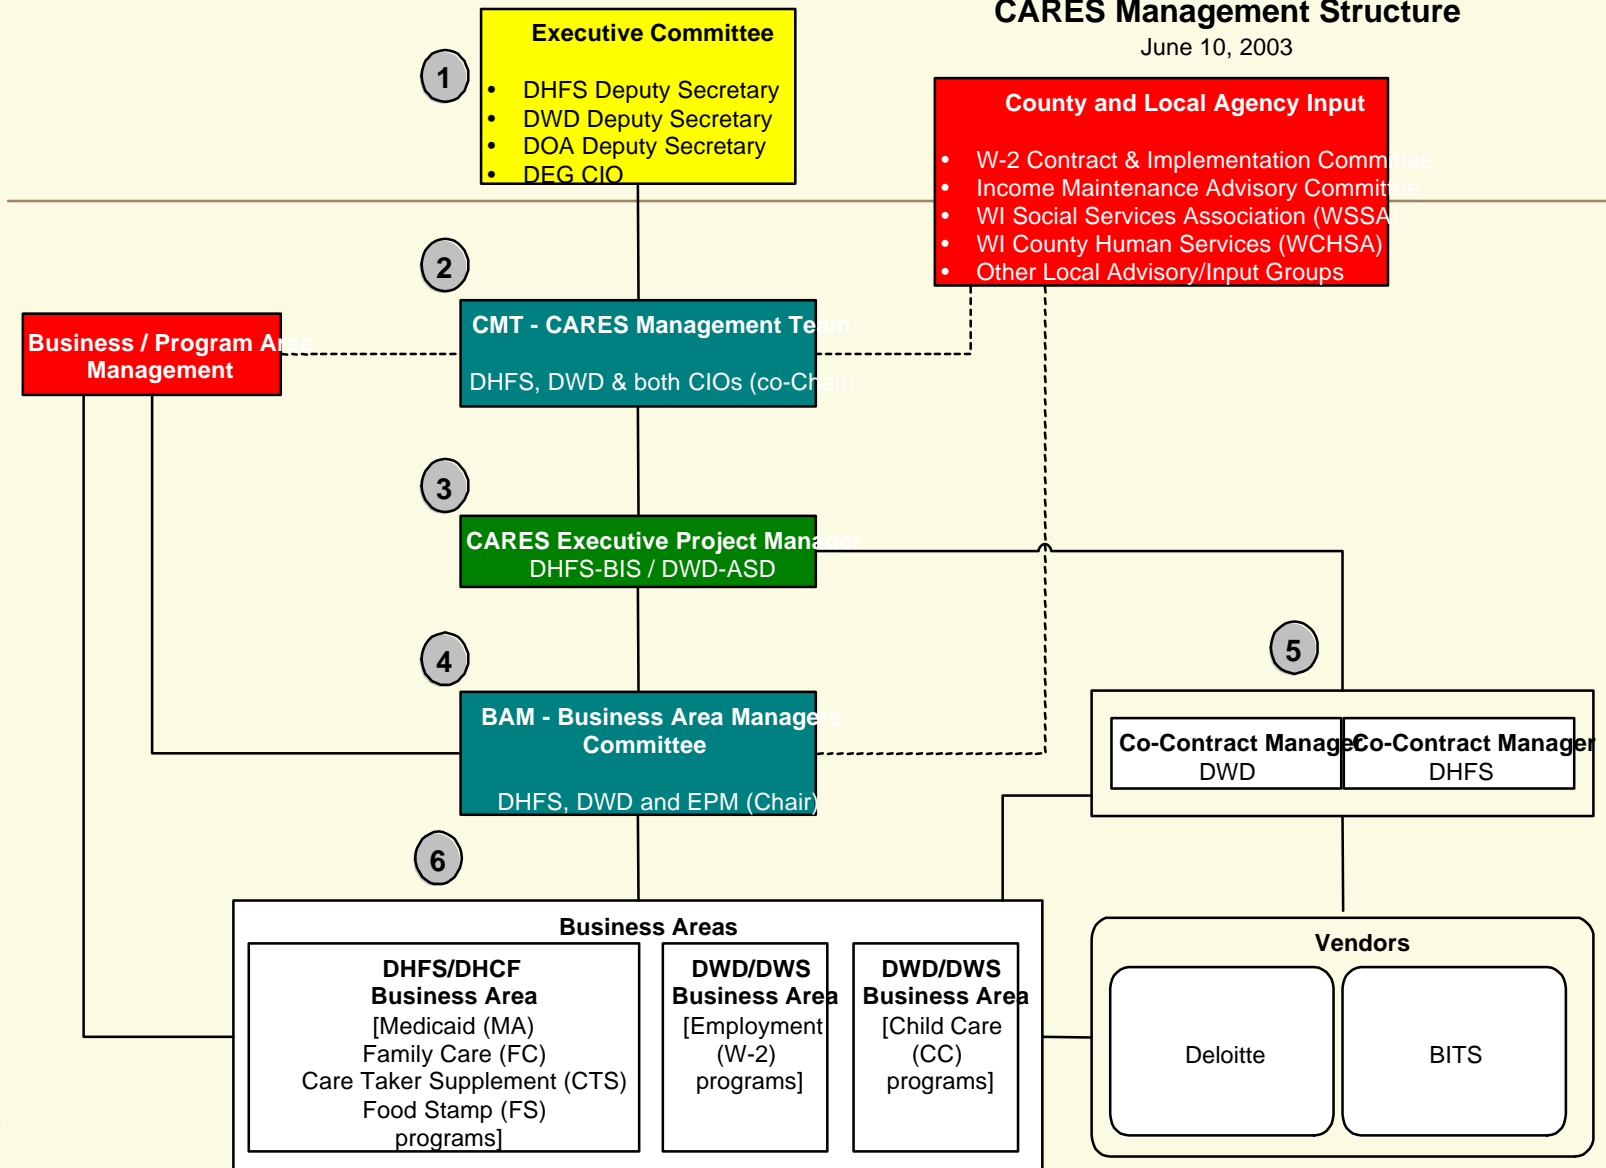 CARES Management Structure
June 10, 2003
1
Executive Committee
• DHFS Deputy Secretary
• DWD Deputy Secretary
• DOA Deputy Secretary
• DEG CIO
County and Local Agency Input
• W-2 Contract & Implementation Committee
• Income Maintenance Advisory Committee
• WI Social Services Association (WSSA)
• WI County Human Services (WCHSA)
• Other Local Advisory/Input Groups
2
Business / Program Area
Management
CMT - CARES Management Team
DHFS, DWD & both CIOs (co-Chair)
3
CARES Executive Project Manager
DHFS-BIS / DWD-ASD
4
BAM - Business Area Managers
Committee
DHFS, DWD and EPM (Chair)
5
Co-Contract Manager
DWD
Co-Contract Manager
DHFS
6
Business Areas
DHFS/DHCF
Business Area
[Medicaid (MA)
Family Care (FC)
Care Taker Supplement (CTS)
Food Stamp (FS)
programs]
DWD/DWS
Business Area
[Employment
(W-2)
programs]
DWD/DWS
Business Area
[Child Care
(CC)
programs]
Vendors
Deloitte
BITS